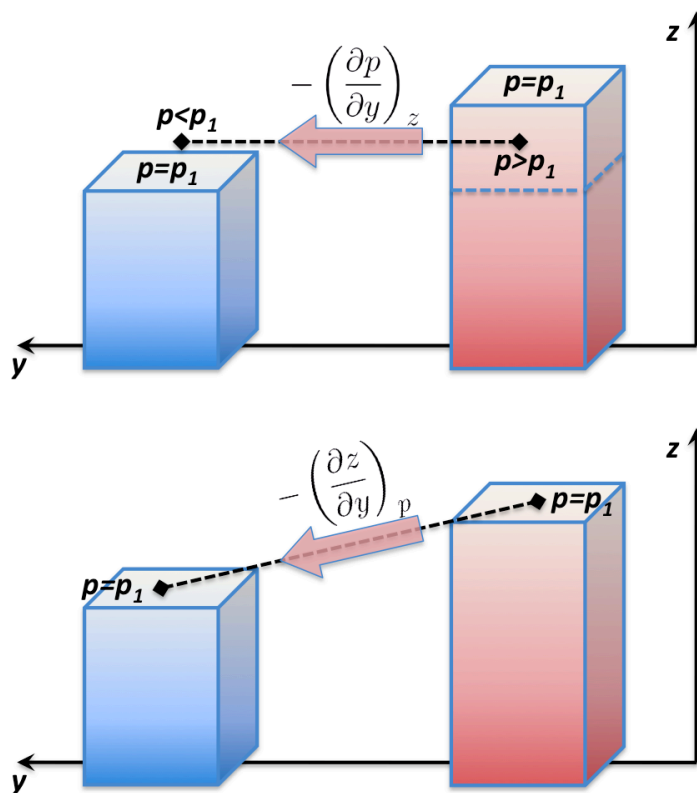 z
p=p₁
−(∂p/∂y)_z
p<p₁
p=p₁
p>p₁
y
z
−(∂z/∂y)_p
p=p₁
p=p₁
y